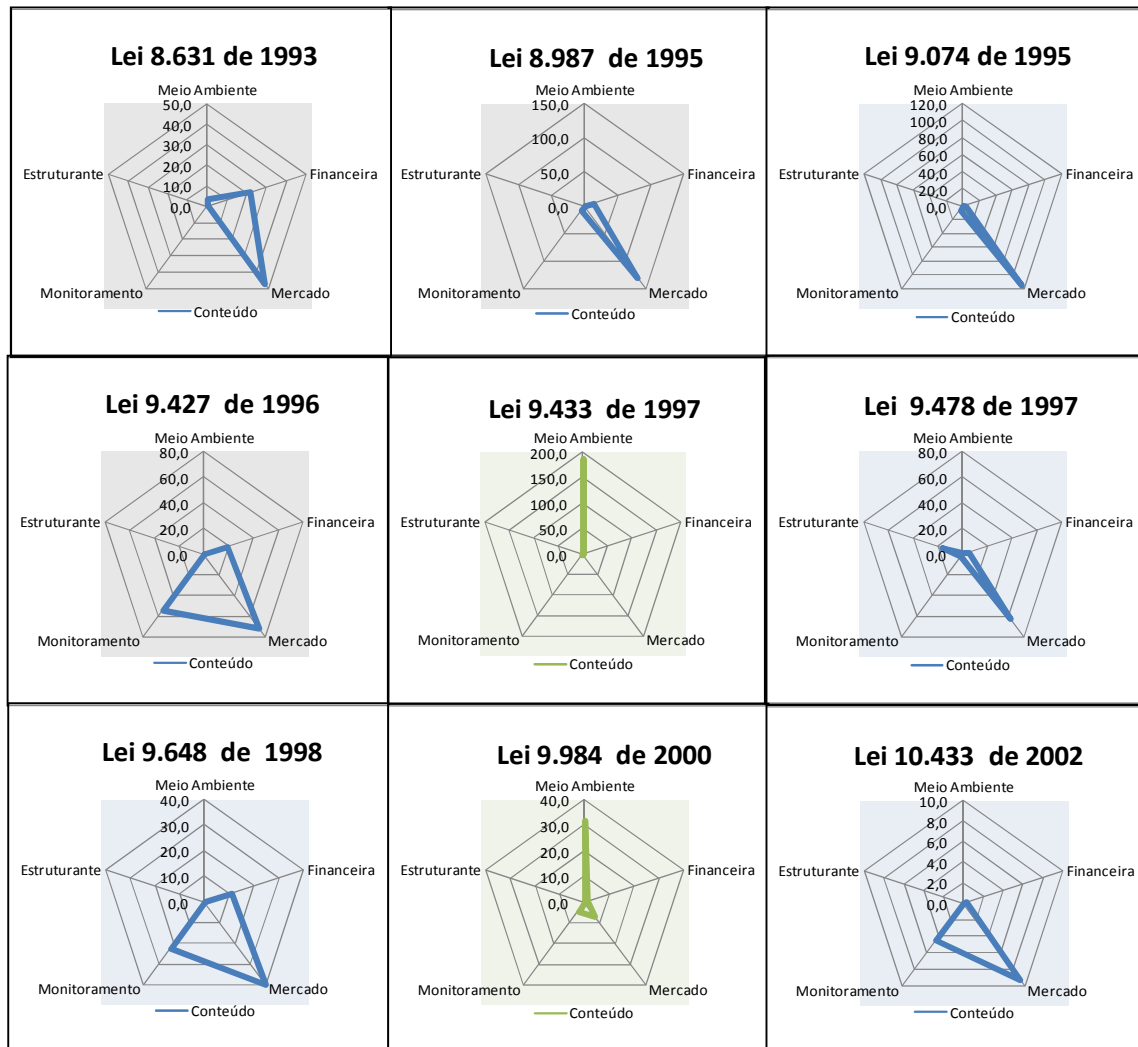 Lei 8.631 de 1993
Meio Ambiente
50,0
40,0
30,0
20,0
10,0
0,0
Estruturante
Financeira
Monitoramento
Mercado
Conteúdo
Lei 8.987 de 1995
Meio Ambiente
150,0
100,0
50,0
0,0
Estruturante
Financeira
Monitoramento
Mercado
Conteúdo
Lei 9.074 de 1995
Meio Ambiente
120,0
100,0
80,0
60,0
40,0
20,0
0,0
Estruturante
Financeira
Monitoramento
Mercado
Conteúdo
Lei 9.427 de 1996
Meio Ambiente
80,0
60,0
40,0
20,0
0,0
Estruturante
Financeira
Monitoramento
Mercado
Conteúdo
Lei 9.433 de 1997
Meio Ambiente
200,0
150,0
100,0
50,0
0,0
Estruturante
Financeira
Monitoramento
Mercado
Conteúdo
Lei 9.478 de 1997
Meio Ambiente
80,0
60,0
40,0
20,0
0,0
Estruturante
Financeira
Monitoramento
Mercado
Conteúdo
Lei 9.648 de 1998
Meio Ambiente
40,0
30,0
20,0
10,0
0,0
Estruturante
Financeira
Monitoramento
Mercado
Conteúdo
Lei 9.984 de 2000
Meio Ambiente
40,0
30,0
20,0
10,0
0,0
Estruturante
Financeira
Monitoramento
Mercado
Conteúdo
Lei 10.433 de 2002
Meio Ambiente
10,0
8,0
6,0
4,0
2,0
0,0
Estruturante
Financeira
Monitoramento
Mercado
Conteúdo